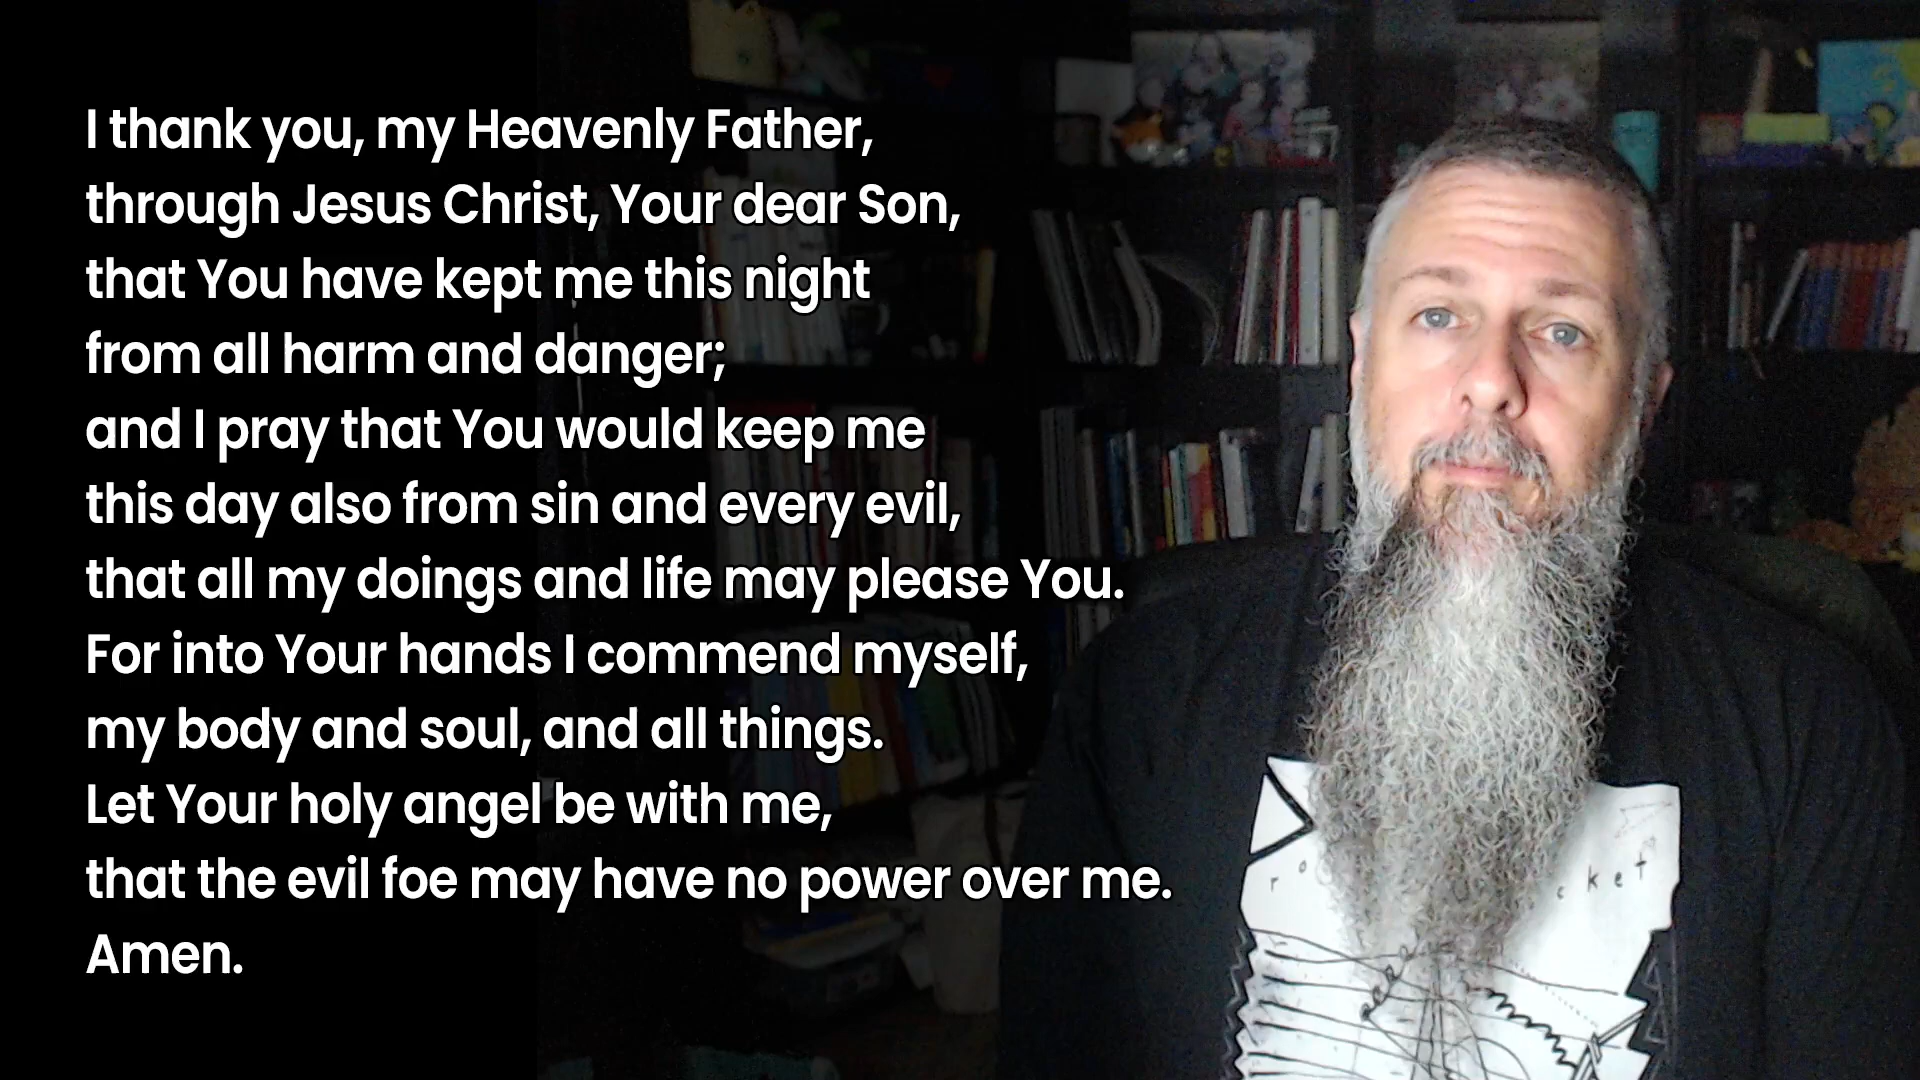 I thank you, my Heavenly Father,
through Jesus Christ, Your dear Son,
that You have kept me this night
from all harm and danger;
and I pray that You would keep me
this day also from sin and every evil,
that all my doings and life may please You.
For into Your hands I commend myself,
my body and soul, and all things.
Let Your holy angel be with me,
that the evil foe may have no power over me.
Amen.